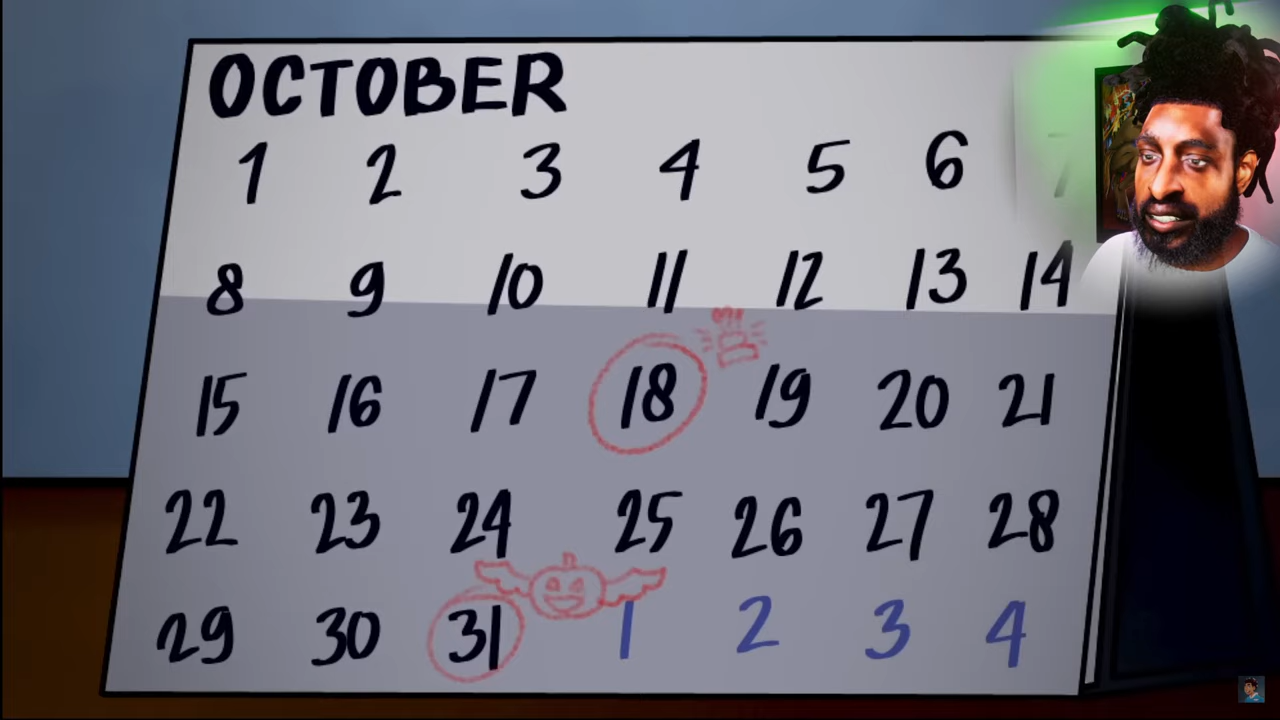 OCTOBER
1 2 3 4 5 6 7
8 9 10 11 12 13 14
15 16 17 18 19 20 21
22 23 24 25 26 27 28
29 30 31 1 2 3 4